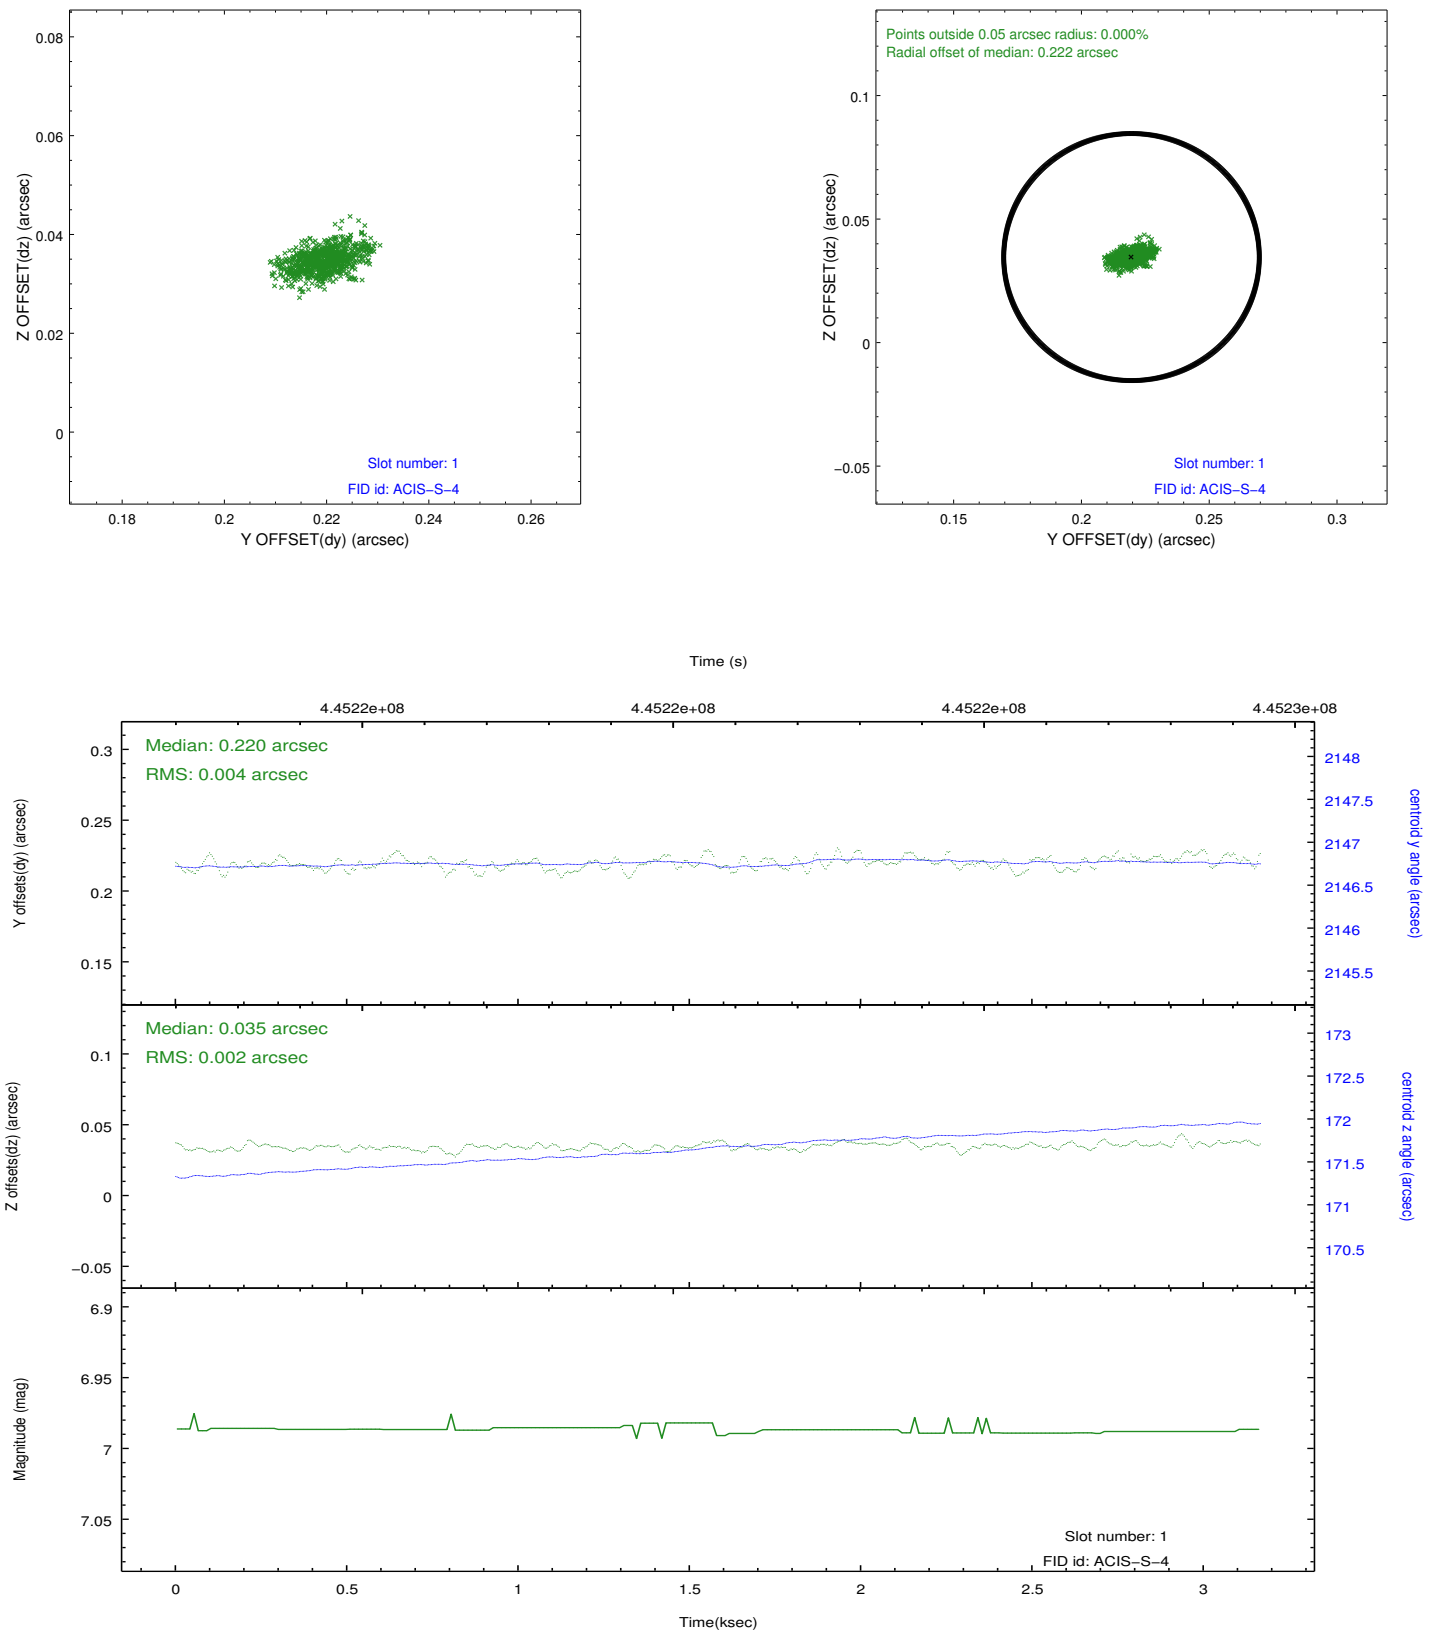 0.08
0.06
0.04
0.02
0
Z OFFSET(dz) (arcsec)
Slot number: 1
FID id: ACIS−S−4
0.18 0.2 0.22 0.24 0.26
Y OFFSET(dy) (arcsec)
Points outside 0.05 arcsec radius: 0.000%
Radial offset of median: 0.222 arcsec
0.1
0.05
0
−0.05
Z OFFSET(dz) (arcsec)
Slot number: 1
FID id: ACIS−S−4
0.15 0.2 0.25 0.3
Y OFFSET(dy) (arcsec)
Time (s)
4.4522e+08 4.4522e+08 4.4522e+08 4.4523e+08
Median: 0.220 arcsec
RMS: 0.004 arcsec
0.3
0.25
0.2
0.15
Y offsets(dy) (arcsec)
2148
2147.5
2147
2146.5
2146
2145.5
centroid y angle (arcsec)
Median: 0.035 arcsec
RMS: 0.002 arcsec
0.1
0.05
0
−0.05
Z offsets(dz) (arcsec)
173
172.5
172
171.5
171
170.5
centroid z angle (arcsec)
6.9
6.95
7
7.05
Magnitude (mag)
Slot number: 1
FID id: ACIS−S−4
0 0.5 1 1.5 2 2.5 3
Time(ksec)